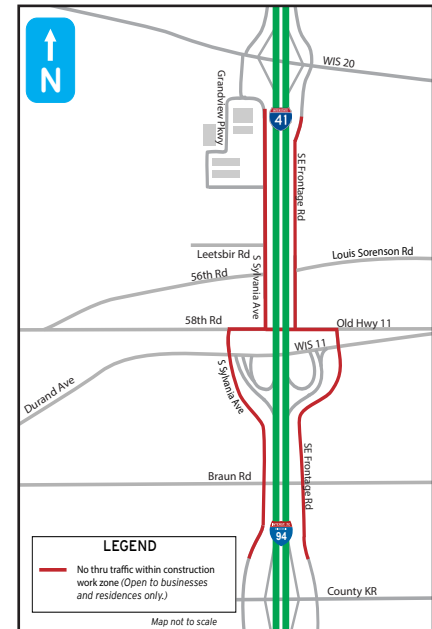 N
WIS 20
Grandview Pkwy
41
SE Frontage Rd
Leetsbir Rd
S Sylvania Ave
Louis Sorenson Rd
56th Rd
58th Rd
Old Hwy 11
WIS 11
S Sylvania Ave
Durand Ave
SE Frontage Rd
Braun Rd
94
LEGEND
No thru traffic within construction
work zone (Open to businesses
and residences only.)
County KR
Map not to scale